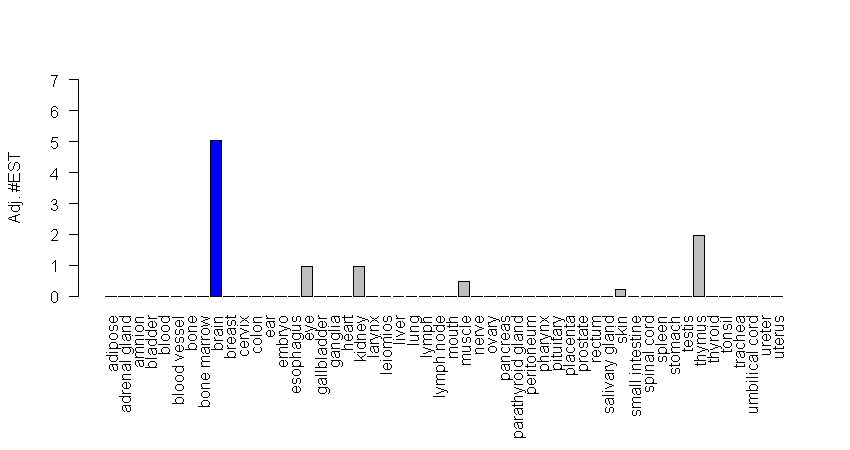 7
6
5
4
3
2
1
0
Adj. #EST
adipose
adrenal gland
amnion
bladder
blood
blood vessel
bone
bone marrow
brain
breast
cervix
colon
ear
embryo
esophagus
eye
gallbladder
ganglia
heart
kidney
larynx
leiomios
liver
lung
lymph
lymph node
mouth
muscle
nerve
ovary
pancreas
parathyroid gland
peritoneum
pharynx
pituitary
placenta
prostate
rectum
salivary gland
skin
small intestine
spinal cord
spleen
stomach
testis
thymus
thyroid
tonsil
trachea
umbilical cord
ureter
uterus